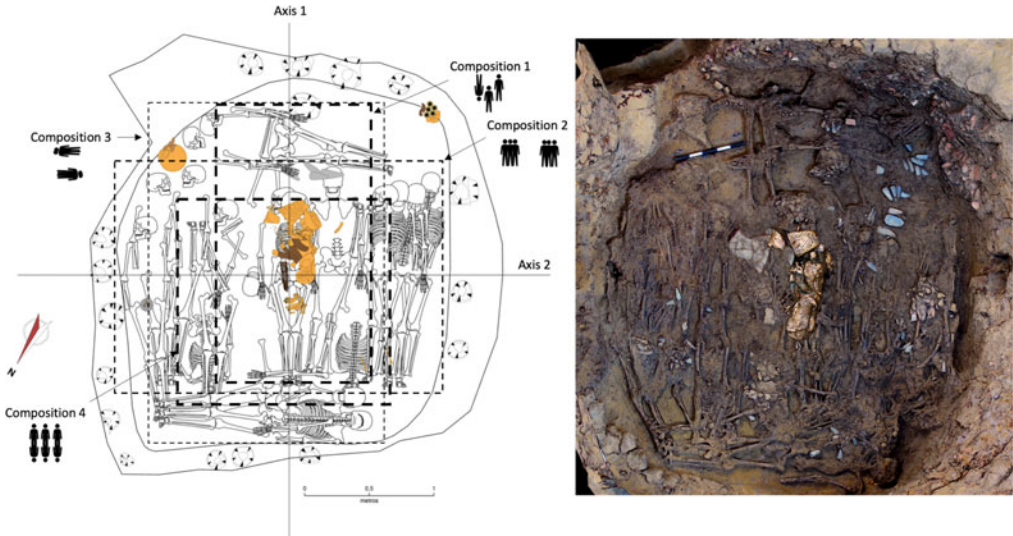 Axis 1
Composition 1
Composition 2
Composition 3
Axis 2
N
Composition 4
0 0,5 1
metros